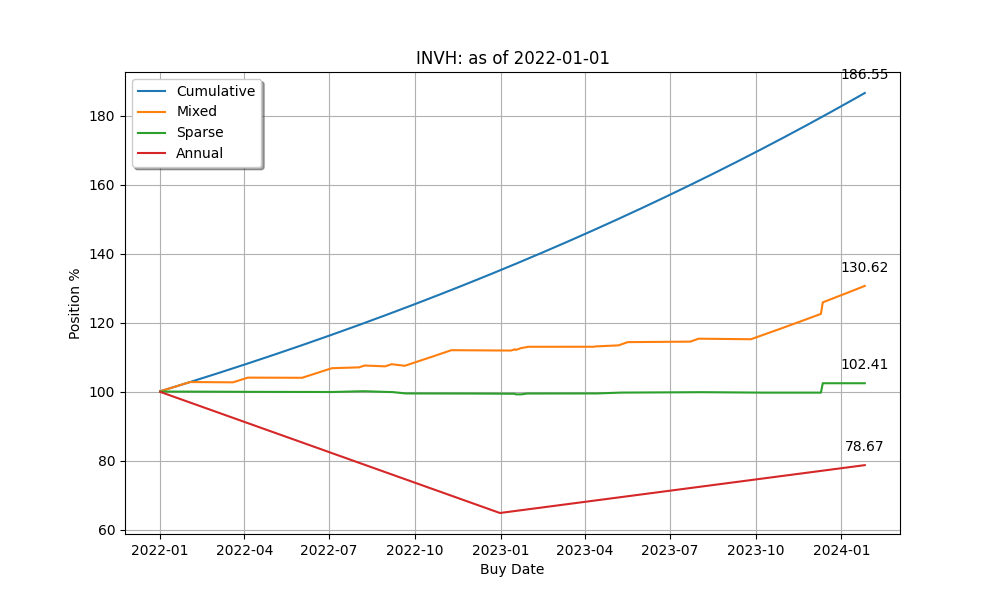 INVH: as of 2022-01-01
Cumulative
Mixed
Sparse
Annual
186.55
130.62
102.41
78.67
Position %
180
160
140
120
100
80
60
2022-01 2022-04 2022-07 2022-10 2023-01 2023-04 2023-07 2023-10 2024-01
Buy Date